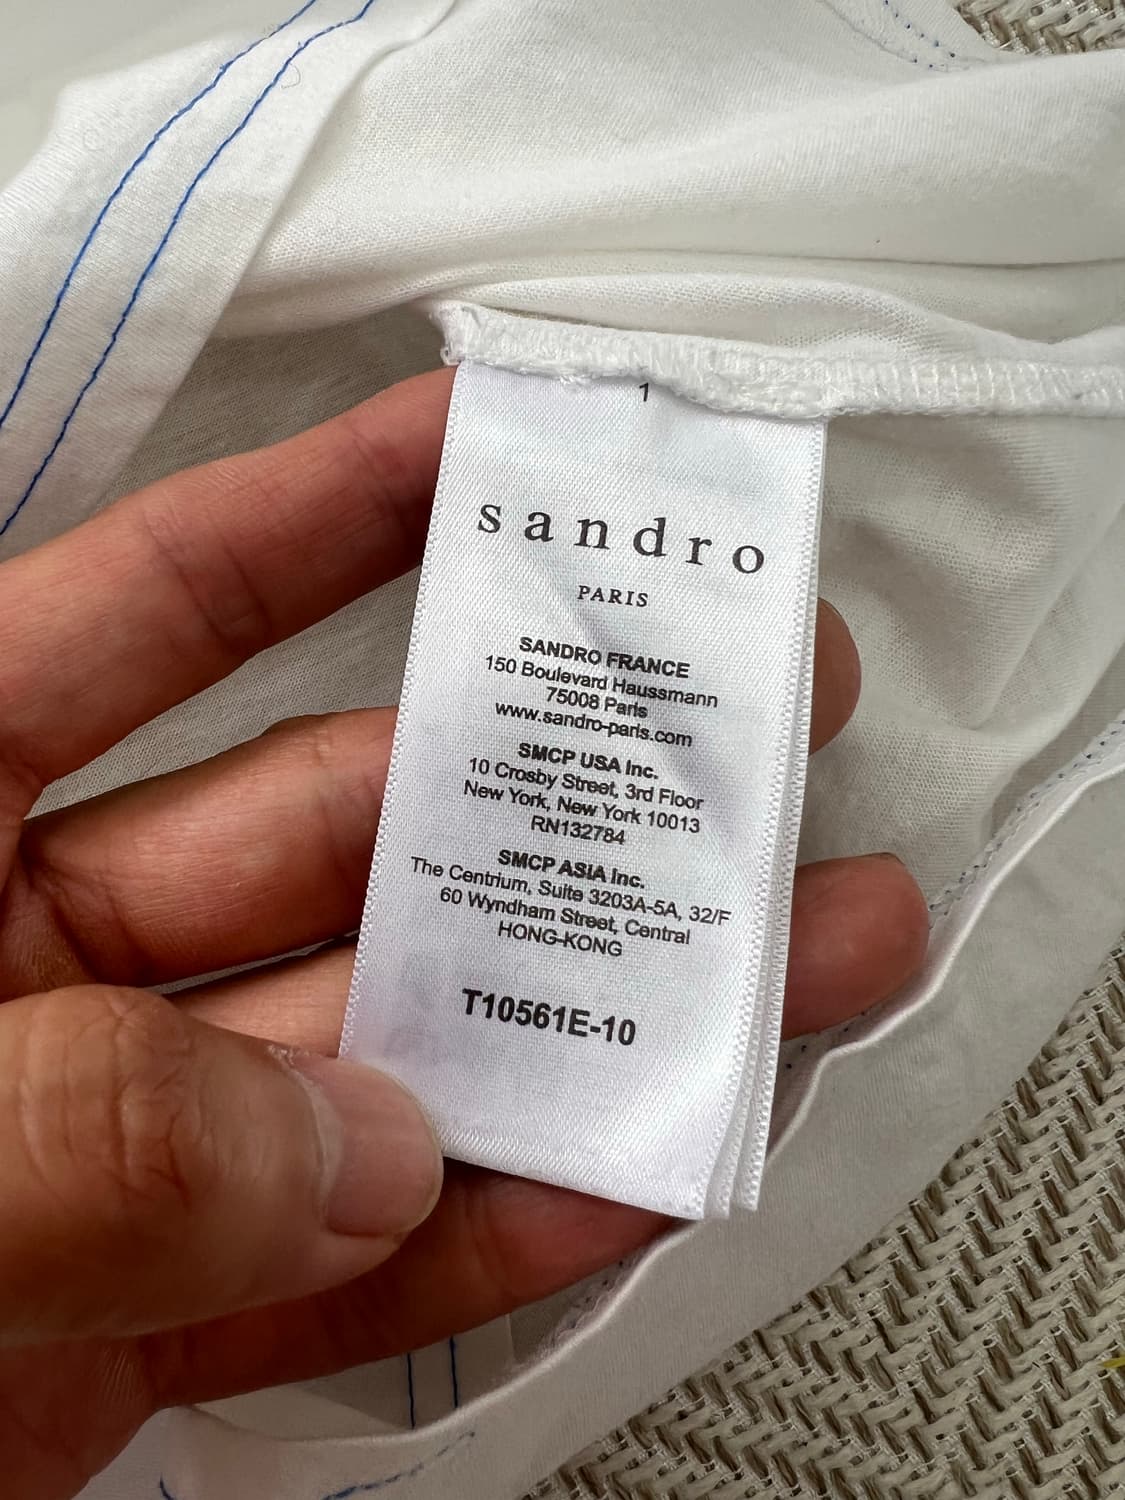 1
sandro
PARIS
SANDRO FRANCE
150 Boulevard Haussmann
75008 Paris
www.sandro-paris.com
SMCP USA Inc.
10 Crosby Street, 3rd Floor
New York, New York 10013
RN132784
SMCP ASIA Inc.
The Centrium, Suite 3203A-5A, 32/F
60 Wyndham Street, Central
HONG-KONG
T10561E-10